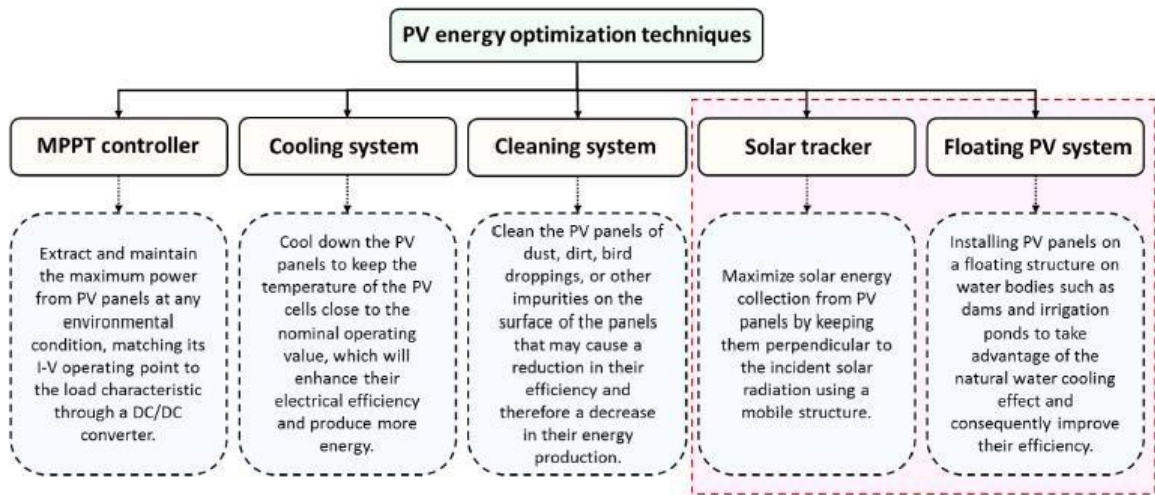 PV energy optimization techniques
MPPT controller
Cooling system
Cleaning system
Solar tracker
Floating PV system
Extract and maintain
the maximum power
from PV panels at any
environmental
condition, matching its
I-V operating point to
the load characteristic
through a DC/DC
converter.
Cool down the PV
panels to keep the
temperature of the PV
cells close to the
nominal operating
value, which will
enhance their
electrical efficiency
and produce more
energy.
Clean the PV panels of
dust, dirt, bird
droppings, or other
impurities on the
surface of the panels
that may cause a
reduction in their
efficiency and
therefore a decrease
in their energy
production.
Maximize solar energy
collection from PV
panels by keeping
them perpendicular to
the incident solar
radiation using a
mobile structure.
Installing PV panels on
a floating structure on
water bodies such as
dams and irrigation
ponds to take
advantage of the
natural water cooling
effect and
consequently improve
their efficiency.